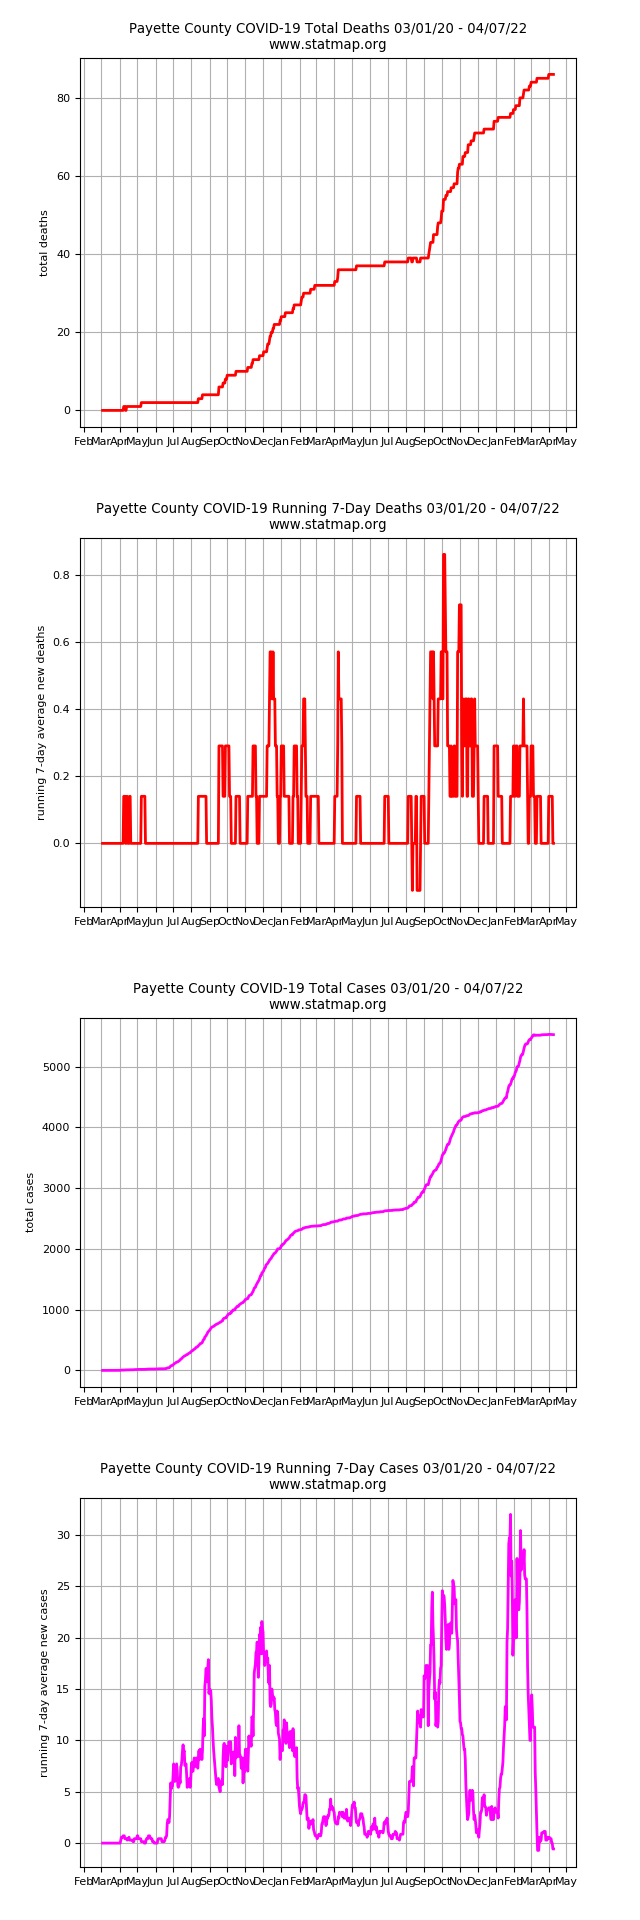 Payette County COVID-19 Total Deaths 03/01/20 - 04/07/22
www.statmap.org
80
60
40
20
0
total deaths
Feb Mar Apr May Jun Jul Aug Sep Oct Nov Dec Jan Feb Mar Apr May Jun Jul Aug Sep Oct Nov Dec Jan Feb Mar Apr May
Payette County COVID-19 Running 7-Day Deaths 03/01/20 - 04/07/22
www.statmap.org
0.8
0.6
0.4
0.2
0.0
running 7-day average new deaths
Feb Mar Apr May Jun Jul Aug Sep Oct Nov Dec Jan Feb Mar Apr May Jun Jul Aug Sep Oct Nov Dec Jan Feb Mar Apr May
Payette County COVID-19 Total Cases 03/01/20 - 04/07/22
www.statmap.org
5000
4000
3000
2000
1000
0
total cases
Feb Mar Apr May Jun Jul Aug Sep Oct Nov Dec Jan Feb Mar Apr May Jun Jul Aug Sep Oct Nov Dec Jan Feb Mar Apr May
Payette County COVID-19 Running 7-Day Cases 03/01/20 - 04/07/22
www.statmap.org
30
25
20
15
10
5
0
running 7-day average new cases
Feb Mar Apr May Jun Jul Aug Sep Oct Nov Dec Jan Feb Mar Apr May Jun Jul Aug Sep Oct Nov Dec Jan Feb Mar Apr May